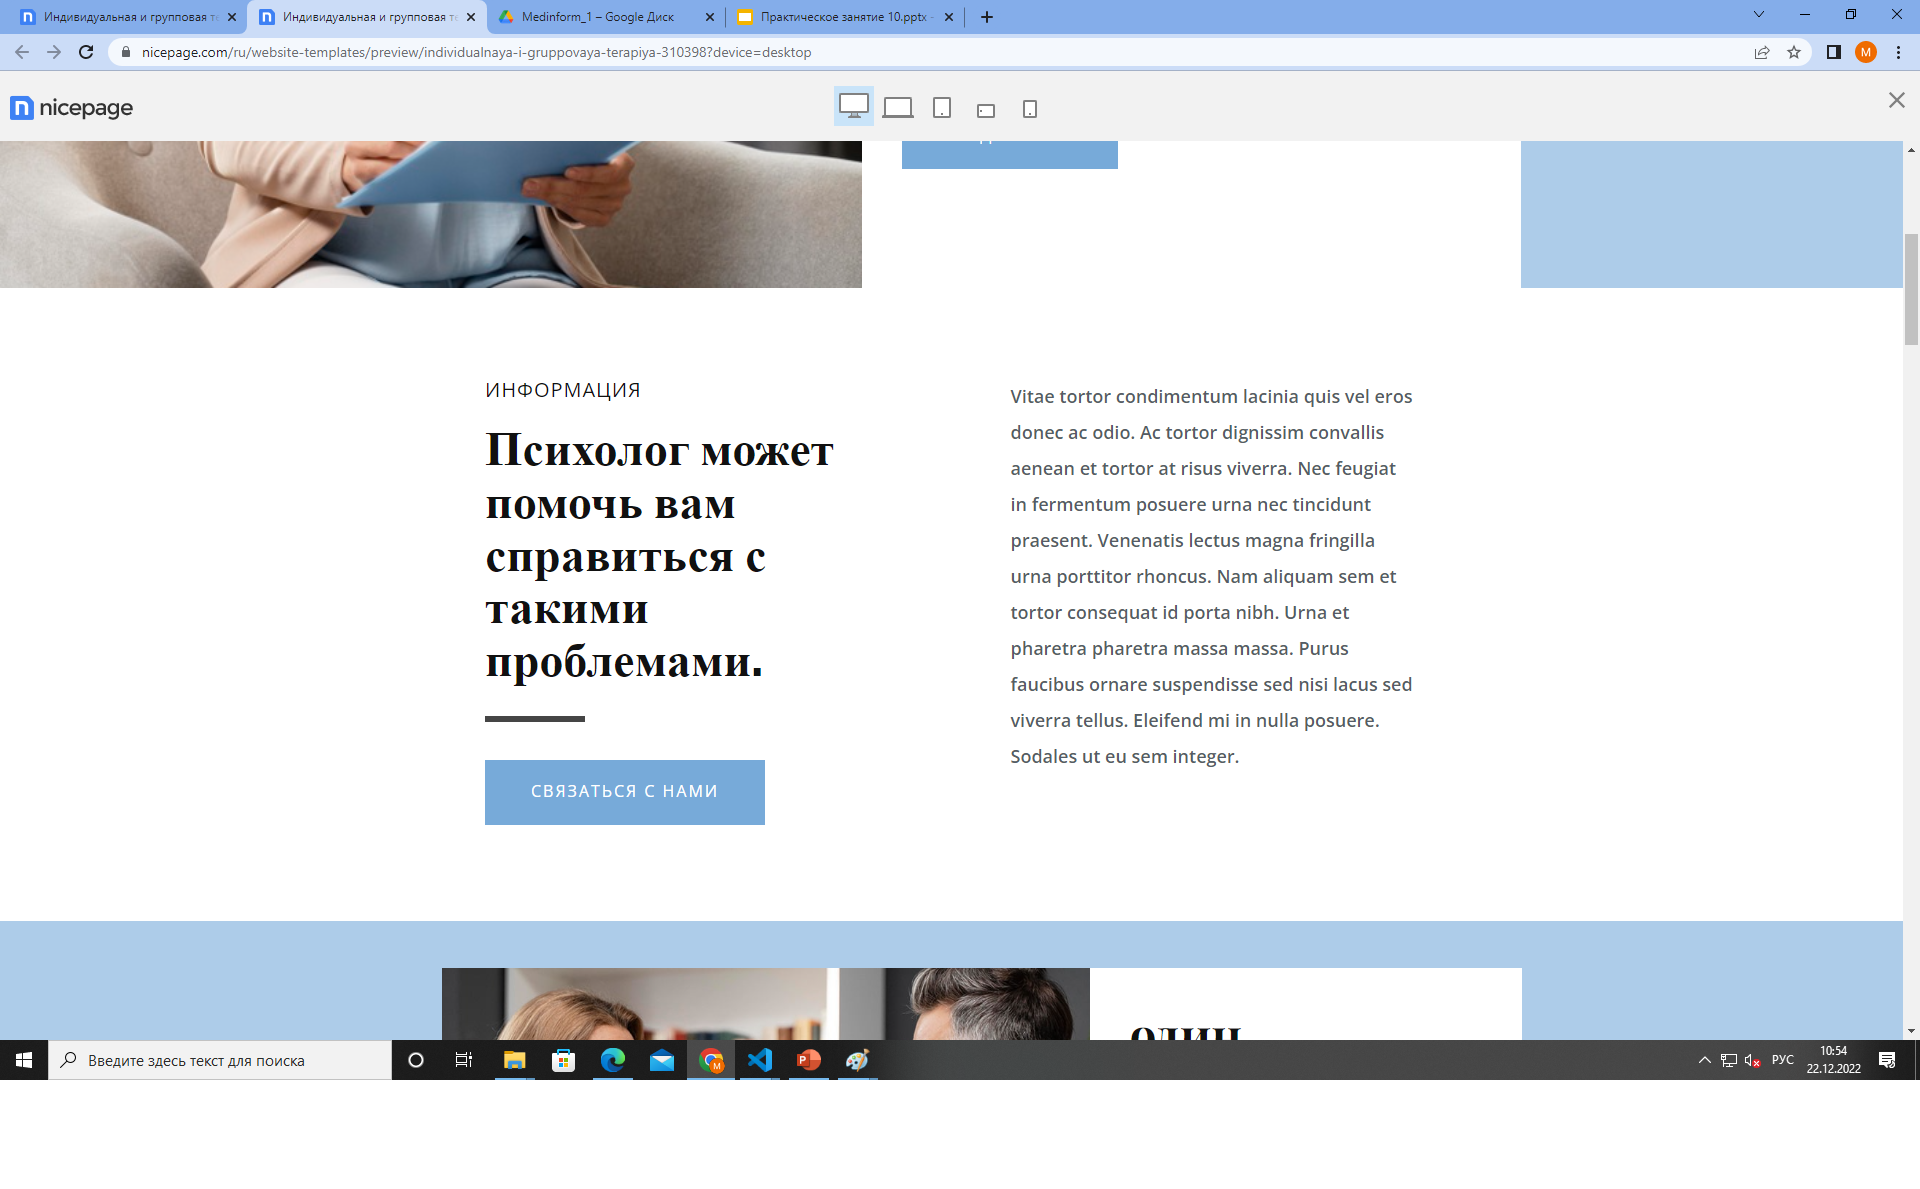 Индивидуальная и групповая те
Индивидуальная и групповая те
Medinform_1 – Google Диск
Практическое занятие 10.pptx -
nicepage.com/ru/website-templates/preview/individualnaya-i-gruppovaya-terapiya-310398?device=desktop
M
nicepage
ИНФОРМАЦИЯ
Психолог может
помочь вам
справиться с
такими
проблемами.
СВЯЗАТЬСЯ С НАМИ
Vitae tortor condimentum lacinia quis vel eros
donec ac odio. Ac tortor dignissim convallis
aenean et tortor at risus viverra. Nec feugiat
in fermentum posuere urna nec tincidunt
praesent. Venenatis lectus magna fringilla
urna porttitor rhoncus. Nam aliquam sem et
tortor consequat id porta nibh. Urna et
pharetra pharetra massa massa. Purus
faucibus ornare suspendisse sed nisi lacus sed
viverra tellus. Eleifend mi in nulla posuere.
Sodales ut eu sem integer.
один
Введите здесь текст для поиска
РУС
10:54
22.12.2022